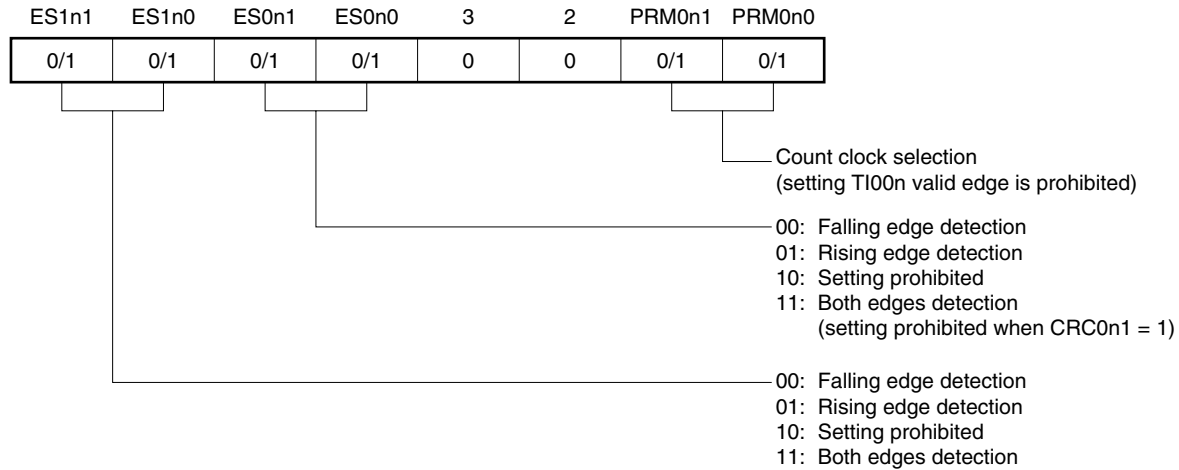 ES1n1 ES1n0 ES0n1 ES0n0 3 2 PRM0n1 PRM0n0
0/1 0/1 0/1 0/1 0 0 0/1 0/1
Count clock selection
(setting TI00n valid edge is prohibited)
00: Falling edge detection
01: Rising edge detection
10: Setting prohibited
11: Both edges detection
(setting prohibited when CRC0n1 = 1)
00: Falling edge detection
01: Rising edge detection
10: Setting prohibited
11: Both edges detection